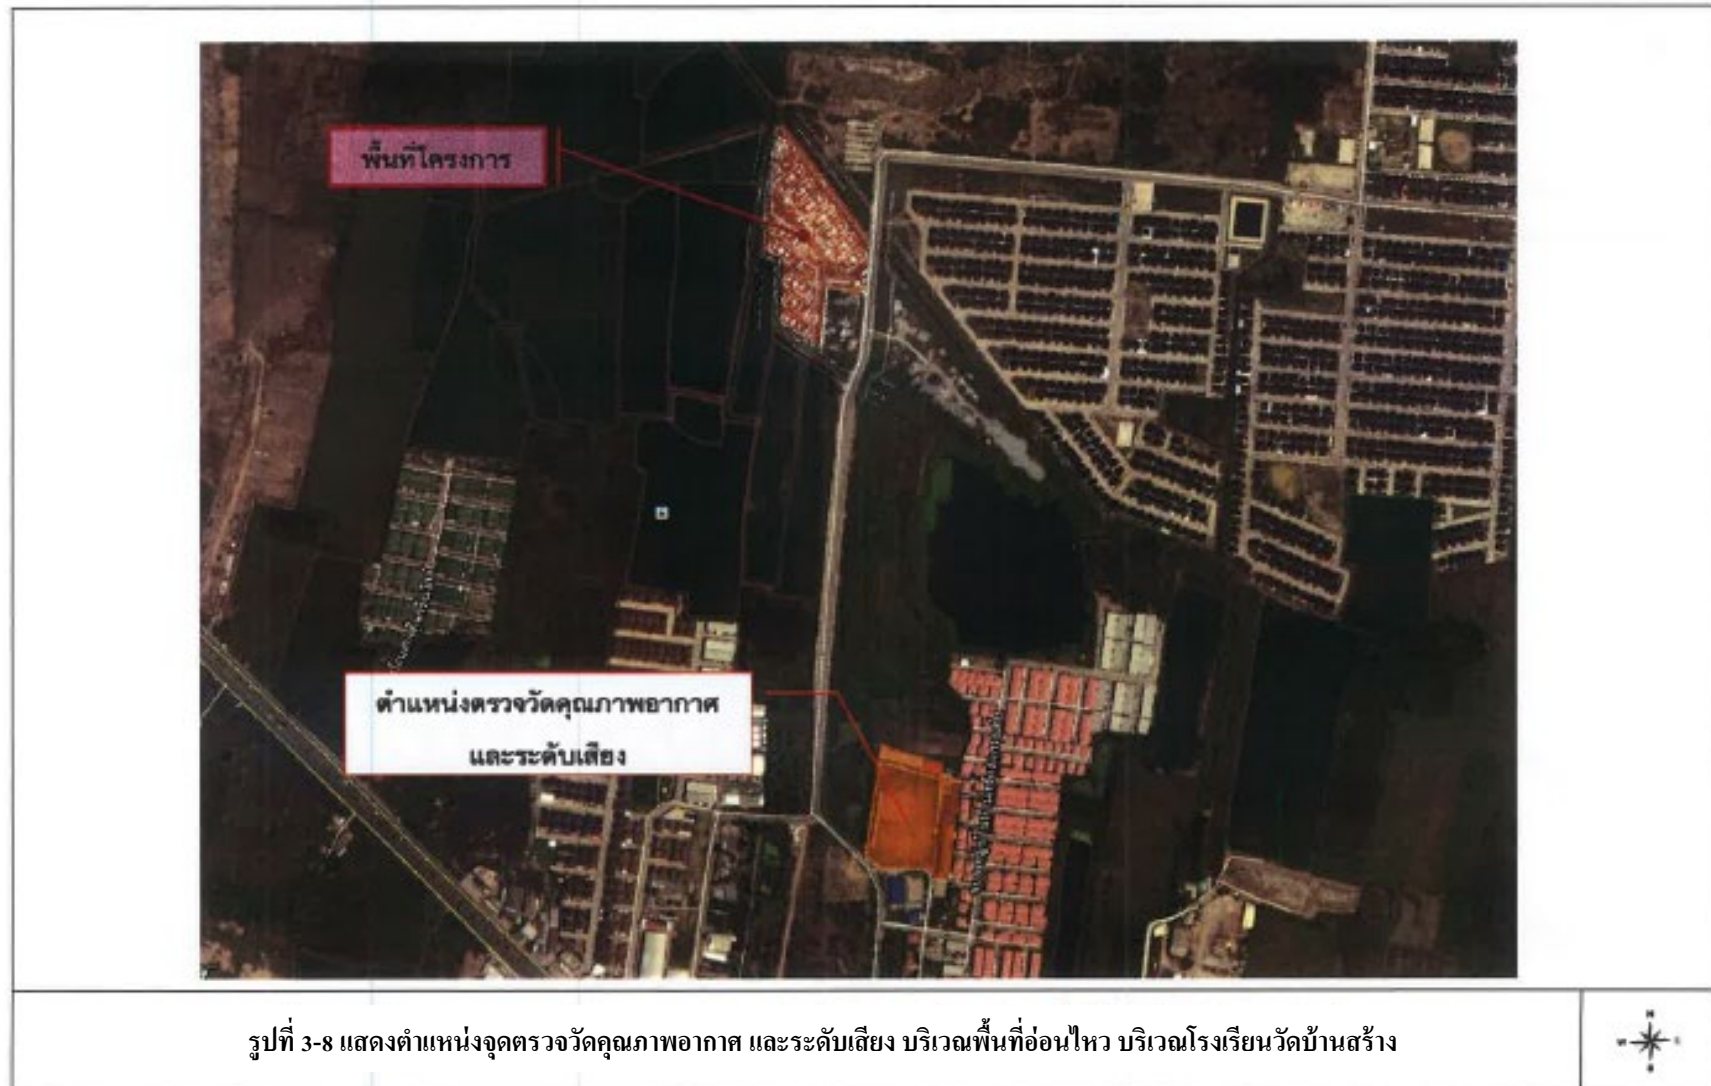 พื้นที่โครงการ
ตำแหน่งตรวจวัดคุณภาพอากาศ
และระดับเสียง
รูปที่ 3-8 แสดงตำแหน่งจุดตรวจวัดคุณภาพอากาศ และระดับเสียง บริเวณพื้นที่อ่อนไหว บริเวณโรงเรียนวัดบ้านสร้าง
N